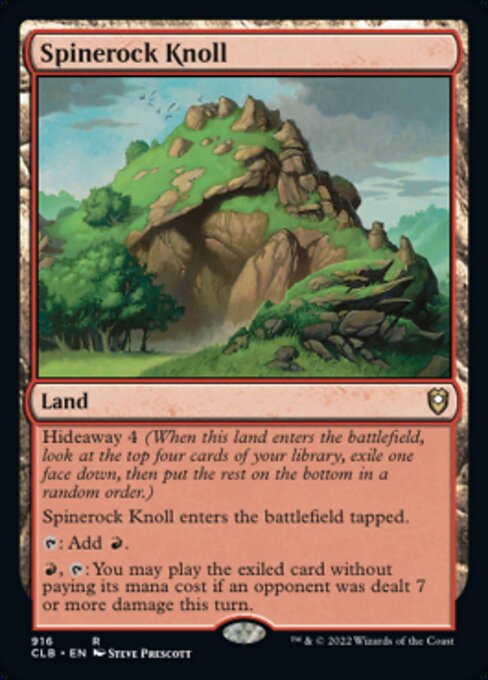 Spinerock Knoll
Land
Hideaway 4 (When this land enters the battlefield,
look at the top four cards of your library, exile one
face down, then put the rest on the bottom in a
random order.)
Spinerock Knoll enters the battlefield tapped.
: Add .
, : You may play the exiled card without
paying its mana cost if an opponent was dealt 7
or more damage this turn.
916 R
CLB • EN Steve Prescott
™ & © 2022 Wizards of the Coast